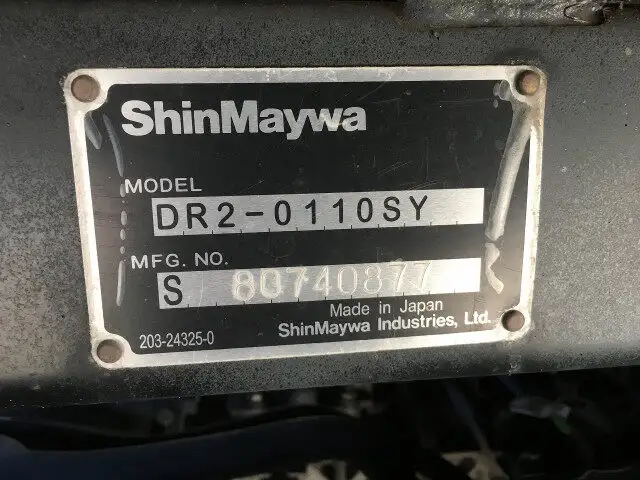 ShinMaywa
MODEL
DR2-0110SY
MFG. NO.
S 80740877
Made in Japan
203-24325-0 ShinMaywa Industries, Ltd.